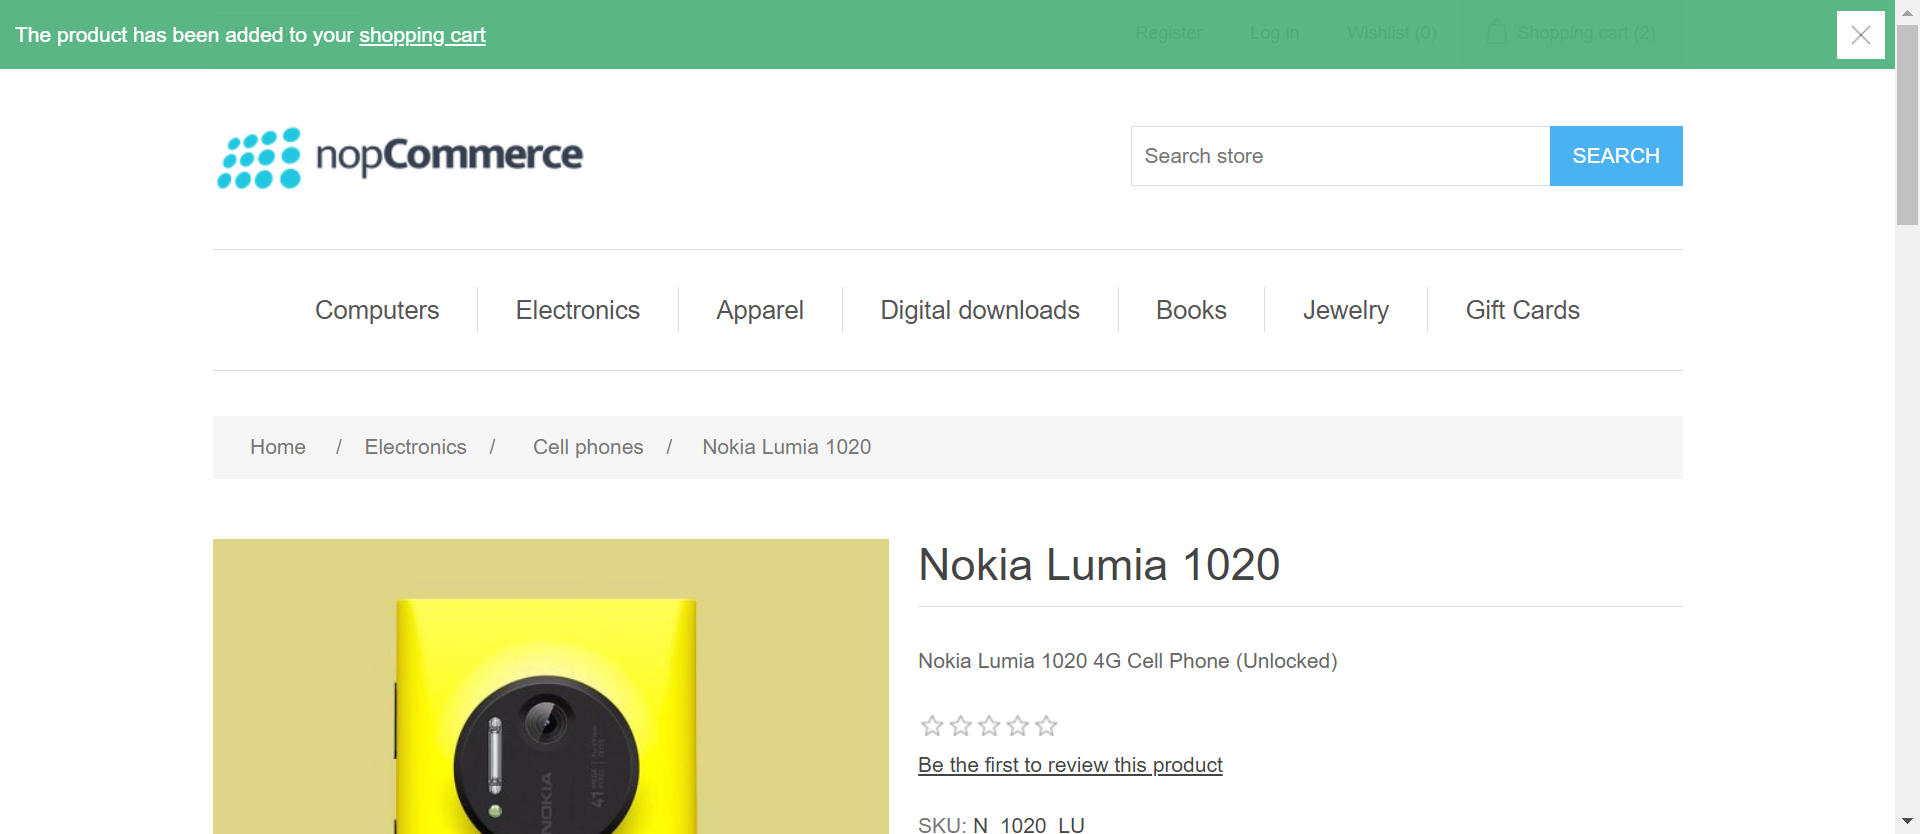 The product has been added to your shopping cart
Register Log in Wishlist (0) Shopping cart (2)
nopCommerce
Search store SEARCH
Computers Electronics Apparel Digital downloads Books Jewelry Gift Cards
Home / Electronics / Cell phones / Nokia Lumia 1020
Nokia Lumia 1020
Nokia Lumia 1020 4G Cell Phone (Unlocked)
Be the first to review this product
SKU: N_1020_LU
NOKIA
41